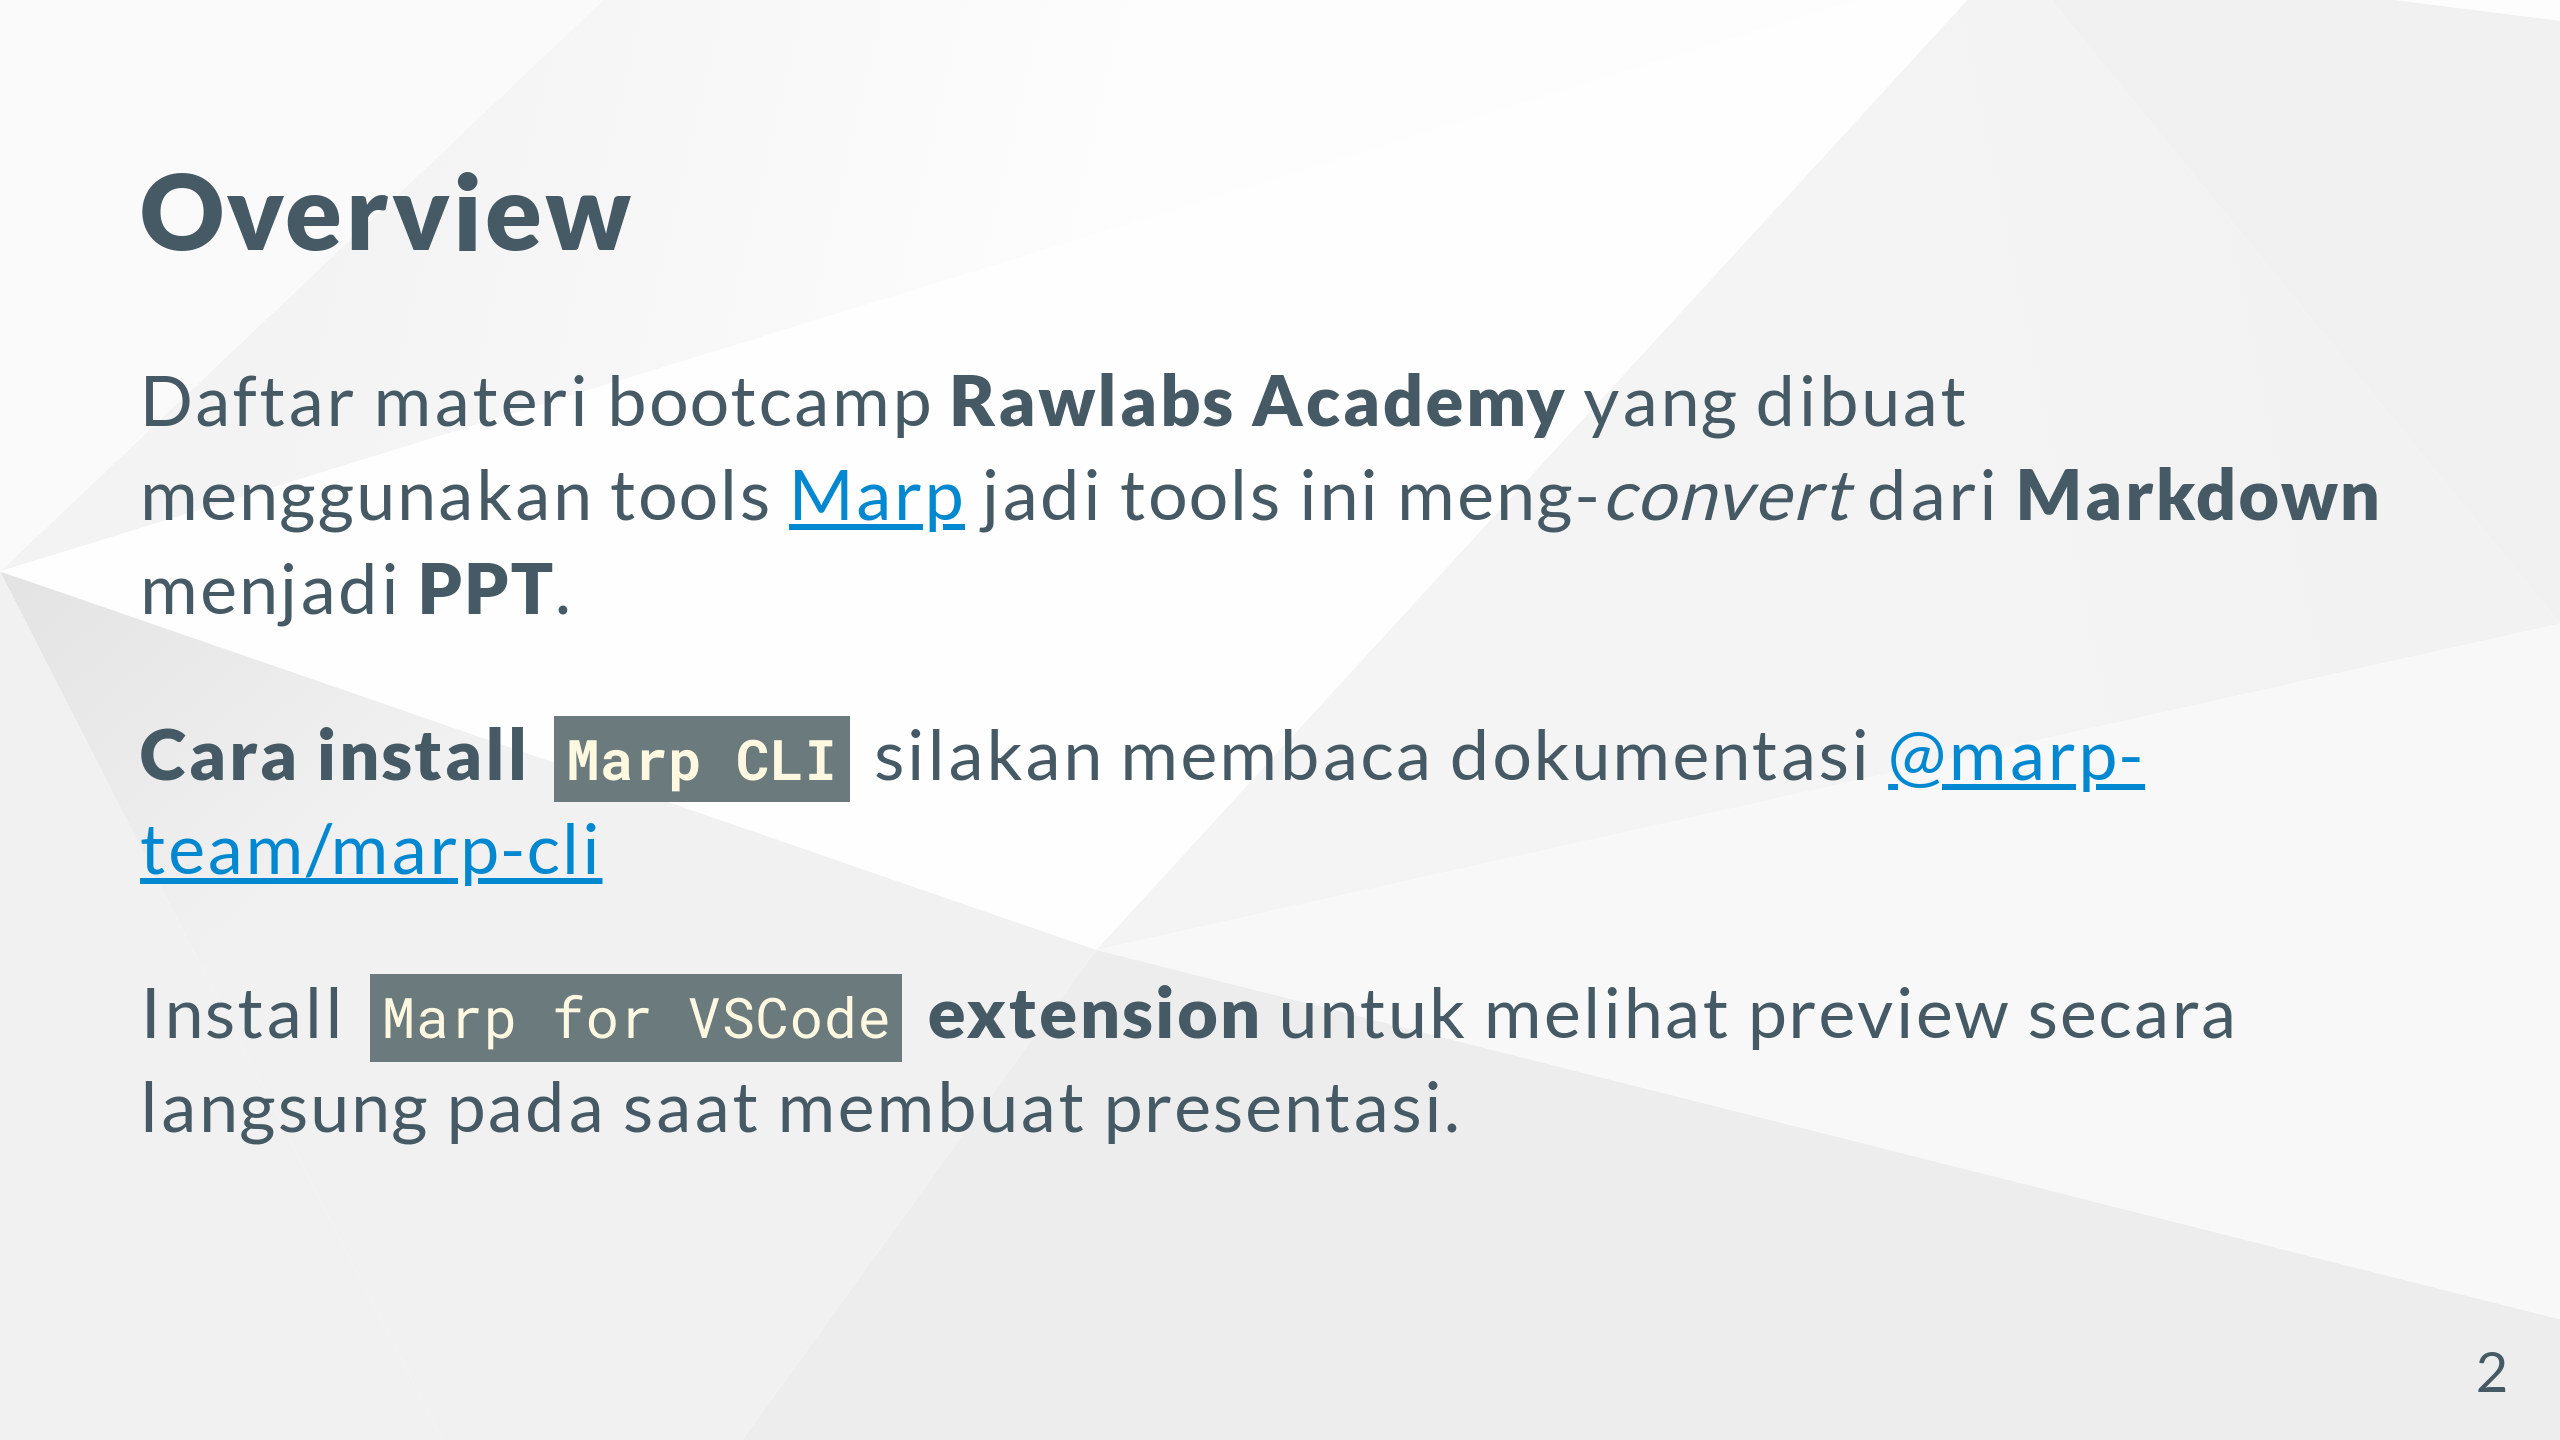 Overview
Daftar materi bootcamp Rawlabs Academy yang dibuat
menggunakan tools Marp jadi tools ini meng-convert dari Markdown
menjadi PPT.
Cara install Marp CLI silakan membaca dokumentasi @marp-
team/marp-cli
Install Marp for VSCode extension untuk melihat preview secara
langsung pada saat membuat presentasi.
2